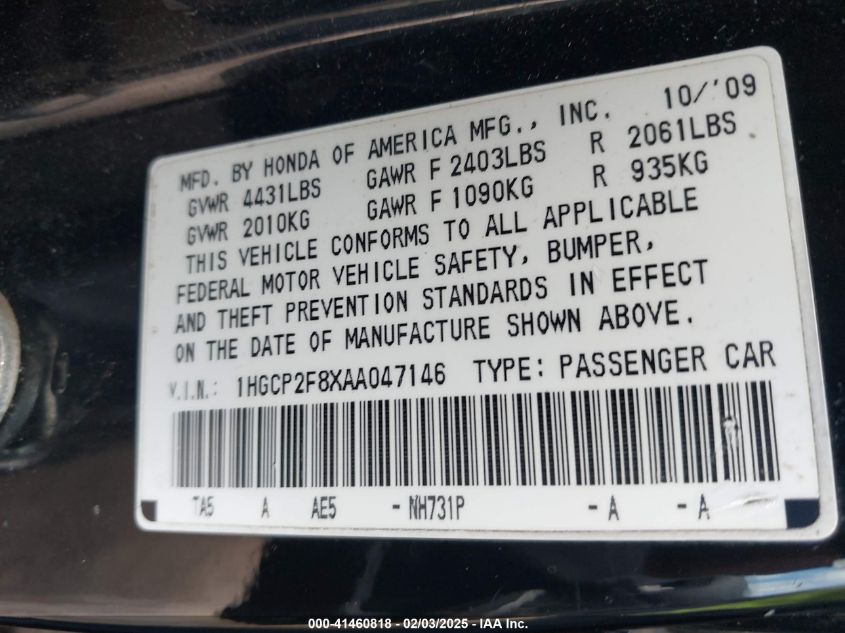 MFD. BY HONDA OF AMERICA MFG., INC. 10/'09
GVWR 4431LBS GAWR F 2403LBS R 2061LBS
GVWR 2010KG GAWR F 1090KG R 935KG
THIS VEHICLE CONFORMS TO ALL APPLICABLE
FEDERAL MOTOR VEHICLE SAFETY, BUMPER,
AND THEFT PREVENTION STANDARDS IN EFFECT
ON THE DATE OF MANUFACTURE SHOWN ABOVE.
V.I.N.: 1HGCP2F8XAA047146 TYPE: PASSENGER CAR
TA5 A AE5 - NH731P - A - A
000-41460818 - 02/03/2025 - IAA Inc.